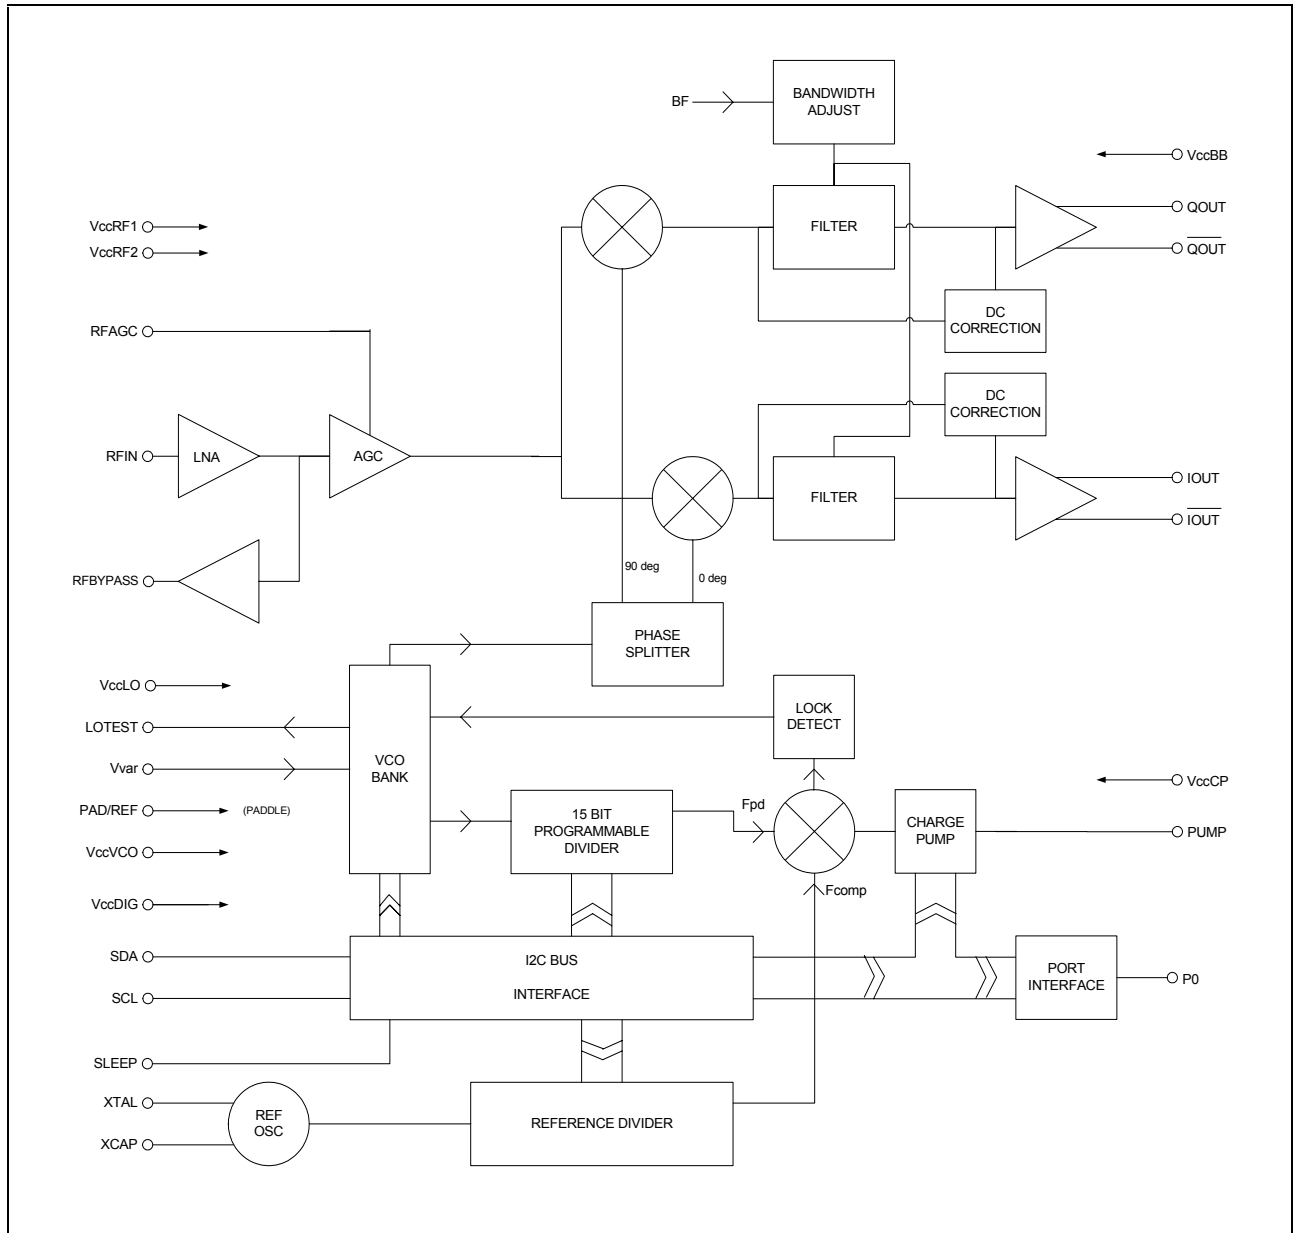 BANDWIDTH
ADJUST
BF
VccBB
VccRF1
VccRF2
FILTER
QOUT
QOUT
DC
CORRECTION
RFAGC
DC
CORRECTION
RFIN
LNA
AGC
FILTER
IOUT
IOUT
RFBYPASS
90 deg
0 deg
PHASE
SPLITTER
VccLO
LOTEST
Vvar
PAD/REF
(PADDLE)
VccVCO
VccDIG
VCO
BANK
LOCK
DETECT
15 BIT
PROGRAMMABLE
DIVIDER
Fpd
Fcomp
CHARGE
PUMP
VccCP
PUMP
SDA
SCL
I2C BUS
INTERFACE
PORT
INTERFACE
P0
SLEEP
XTAL
XCAP
REF
OSC
REFERENCE DIVIDER